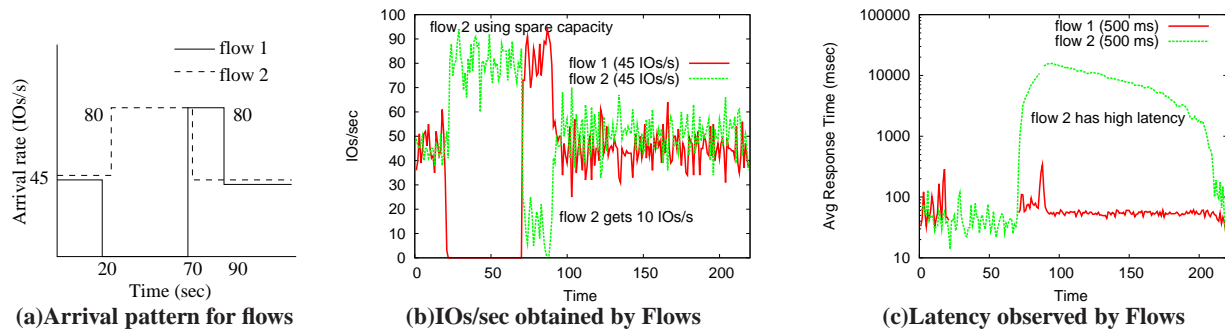 Arrival rate (IOs/s)
flow 1
flow 2
80
80
45
20
70
90
Time (sec)
(a)Arrival pattern for flows
100
90
80
70
60
50
40
30
20
10
0
IOs/sec
flow 2 using spare capacity
flow 1 (45 IOs/s)
flow 2 (45 IOs/s)
flow 2 gets 10 IOs/s
0
50
100
150
200
Time
(b)IOs/sec obtained by Flows
100000
10000
1000
100
10
Avg Response Time (msec)
flow 1 (500 ms)
flow 2 (500 ms)
flow 2 has high latency
0
50
100
150
200
Time
(c)Latency observed by Flows